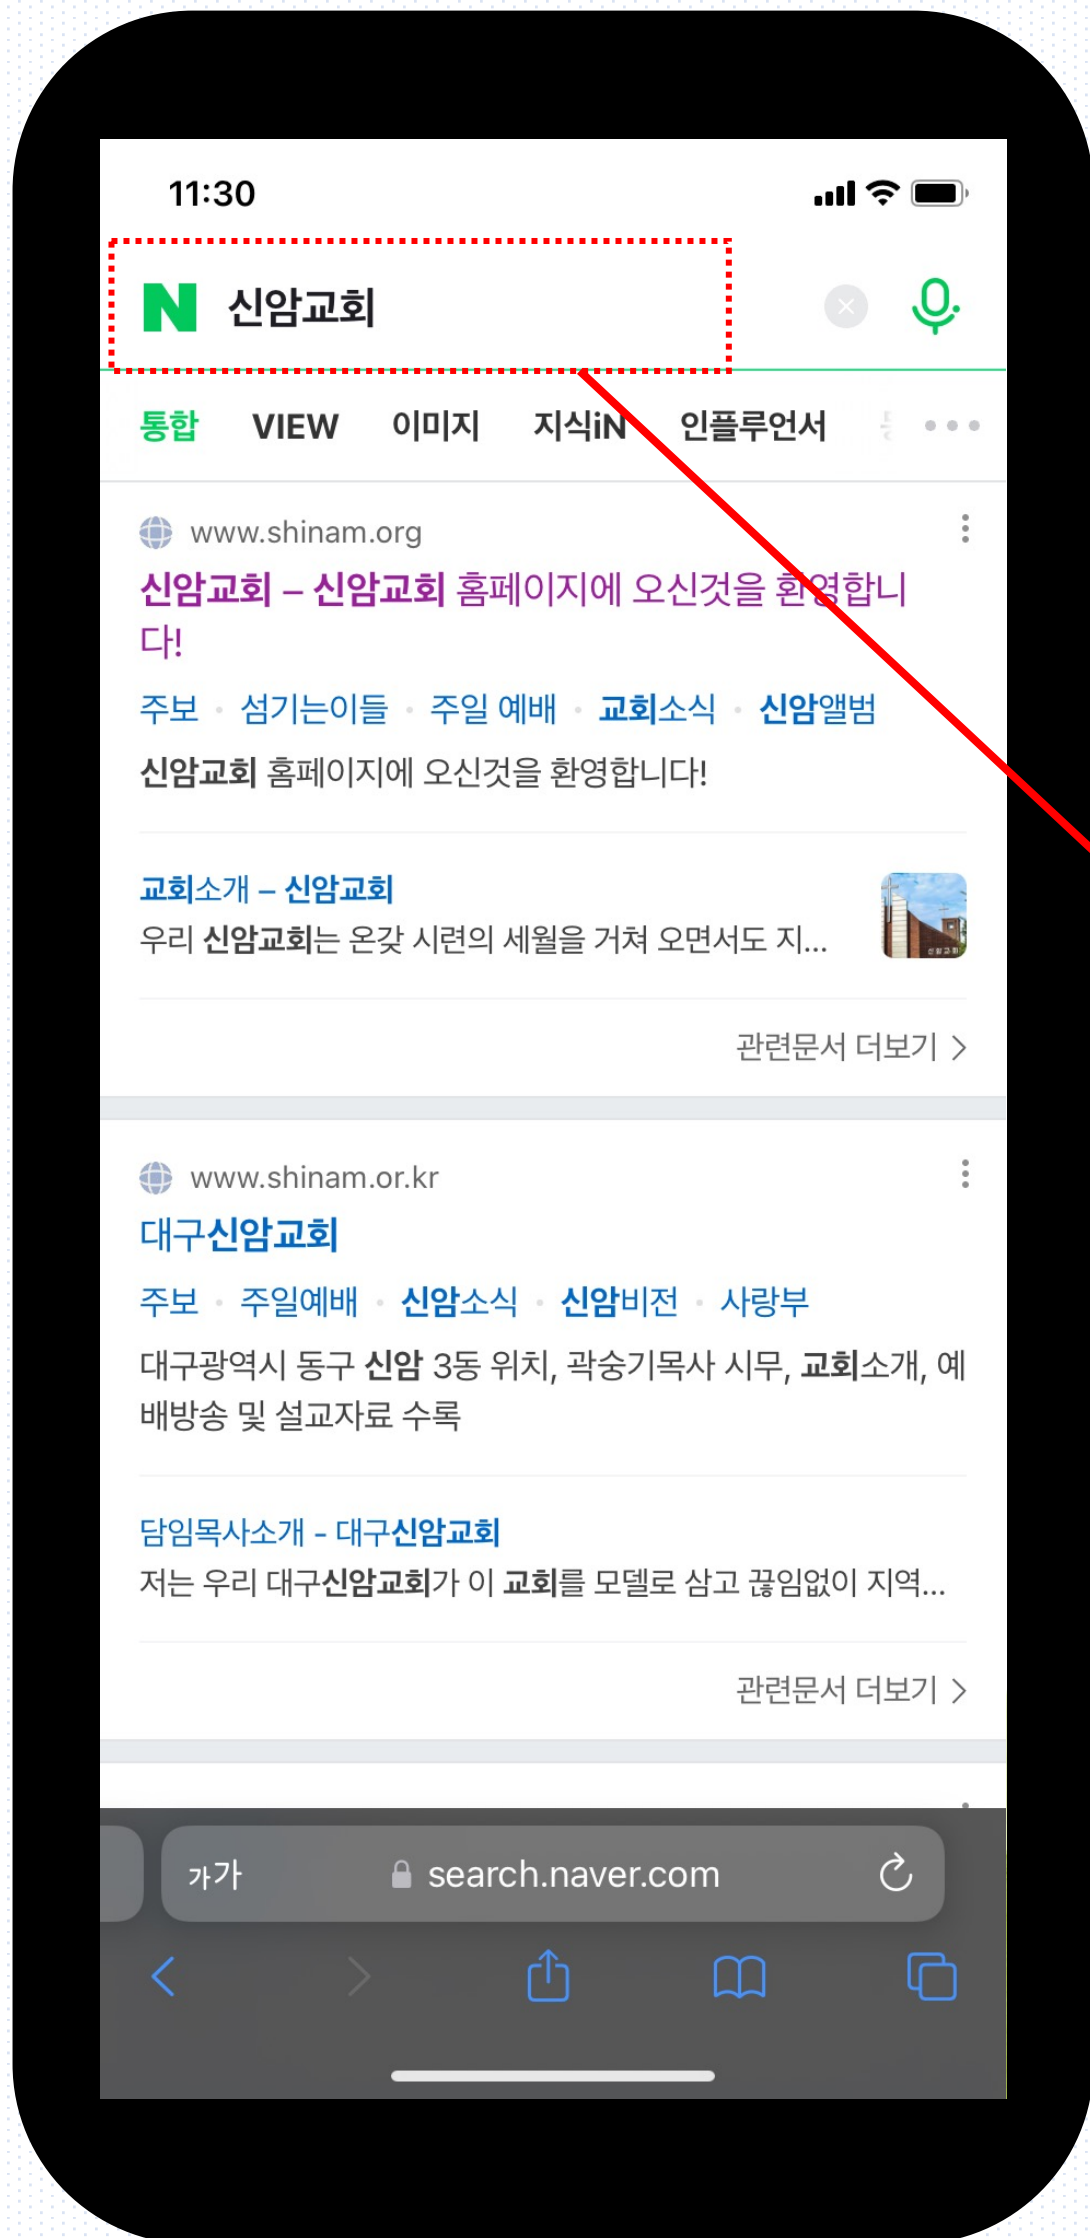 11:30
N 신암교회
통합 VIEW 이미지 지식iN 인플루언서
www.shinam.org
신암교회 – 신암교회 홈페이지에 오신것을 환영합니
다!
주보 · 섬기는이들 · 주일 예배 · 교회소식 · 신암앨범
신암교회 홈페이지에 오신것을 환영합니다!
교회소개 – 신암교회
우리 신암교회는 온갖 시련의 세월을 거쳐 오면서도 지...
신암교회
관련문서 더보기 >
www.shinam.or.kr
대구신암교회
주보 · 주일예배 · 신암소식 · 신암비전 · 사랑부
대구광역시 동구 신암 3동 위치, 곽숭기목사 시무, 교회소개, 예
배방송 및 설교자료 수록
담임목사소개 - 대구신암교회
저는 우리 대구신암교회가 이 교회를 모델로 삼고 끊임없이 지역...
관련문서 더보기 >
가가 search.naver.com